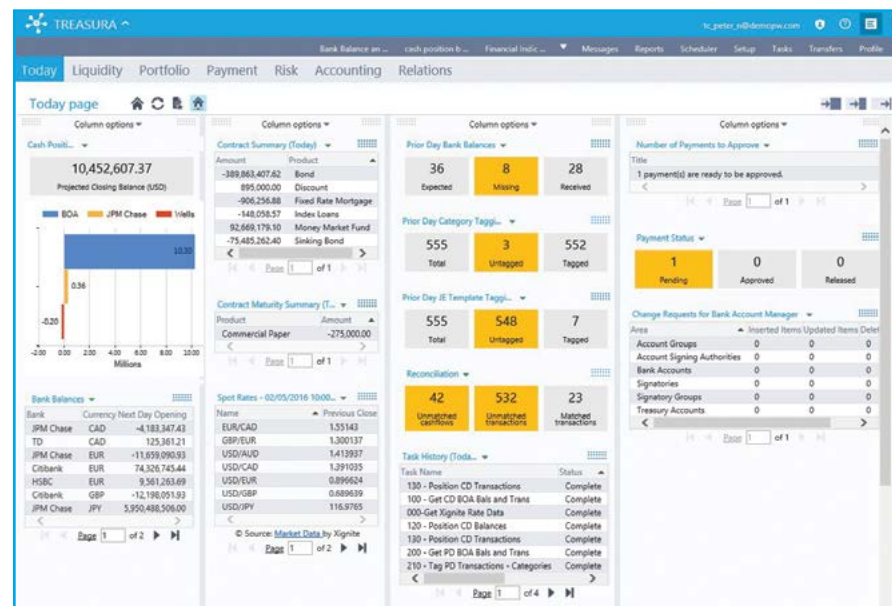 TREASURA
tc_peter_n@demopw.com
Bank Balance an ... cash position b ... Financial Indic ... Messages Reports Scheduler Setup Tasks Transfers Profile
Today Liquidity Portfolio Payment Risk Accounting Relations
Today page
Column options
Cash Positi...
10,452,607.37
Projected Closing Balance (USD)
BOA JPM Chase Wells
10.30
0.36
-0.20
-2.00 0.00 2.00 4.00 6.00 8.00 10.00
Millions
Bank Balances
Bank Currency Next Day Opening
JPM Chase CAD -4,183,347.43
TD CAD 125,361.21
JPM Chase EUR -11,659,090.93
Citibank EUR 74,326,745.44
HSBC EUR 9,561,263.69
Citibank GBP -12,198,051.93
JPM Chase JPY 5,950,488,506.00
Page 1 of 2
Column options
Contract Summary (Today)
Amount Product
-389,863,407.62 Bond
895,000.00 Discount
-906,256.88 Fixed Rate Mortgage
-148,058.57 Index Loans
92,669,179.10 Money Market Fund
-75,485,262.40 Sinking Bond
Page 1 of 1
Contract Maturity Summary (T...
Product Amount
Commercial Paper -275,000.00
Page 1 of 1
Spot Rates - 02/05/2016 10:00...
Name Previous Close
EUR/CAD 1.55143
GBP/EUR 1.300137
USD/AUD 1.413937
USD/CAD 1.391035
USD/EUR 0.896624
USD/GBP 0.689639
USD/JPY 116.9765
© Source: Market Data by Xignite
Page 1 of 2
Column options
Prior Day Bank Balances
36 8 28
Expected Missing Received
Prior Day Category Taggi...
555 3 552
Total Untagged Tagged
Prior Day JE Template Taggi...
555 548 7
Total Untagged Tagged
Reconciliation
42 532 23
Unmatched cashflows Unmatched transactions Matched transactions
Task History (Toda...
Task Name Status
130 - Position CD Transactions Complete
100 - Get CD BOA Bals and Trans Complete
000-Get Xignite Rate Data Complete
120 - Position CD Balances Complete
130 - Position CD Transactions Complete
200 - Get PD BOA Bals and Trans Complete
210 - Tag PD Transactions - Categories Complete
Page 1 of 4
Column options
Number of Payments to Approve
Title
1 payment(s) are ready to be approved.
Page 1 of 1
Payment Status
1 0 0
Pending Approved Released
Change Requests for Bank Account Manager
Area Inserted Items Updated Items Delet
Account Groups 0 0 0
Account Signing Authorities 0 0 0
Bank Accounts 0 0 0
Signatories 0 0 0
Signatory Groups 0 0 0
Treasury Accounts 0 0 0
Page 1 of 1